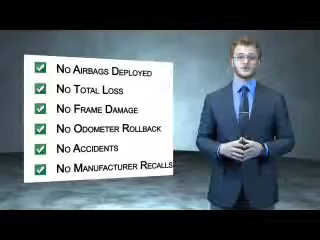 No Airbags Deployed
No Total Loss
No Frame Damage
No Odometer Rollback
No Accidents
No Manufacturer Recalls